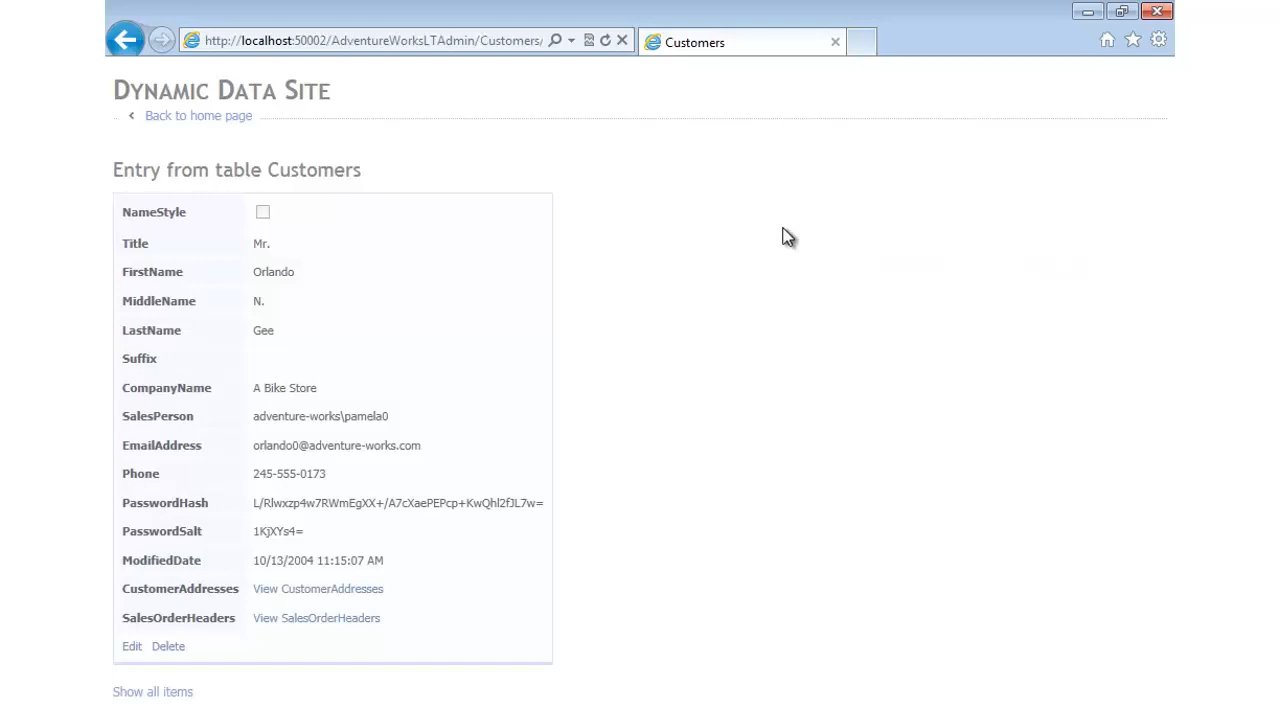 http://localhost:50002/AdventureWorksLTAdmin/Customers/
Customers
DYNAMIC DATA SITE
Back to home page
Entry from table Customers
NameStyle
Title Mr.
FirstName Orlando
MiddleName N.
LastName Gee
Suffix
CompanyName A Bike Store
SalesPerson adventure-works\pamela0
EmailAddress orlando0@adventure-works.com
Phone 245-555-0173
PasswordHash L/Rlwxzp4w7RWmEgXX+/A7cXaePEPcp+KwQhl2fJL7w=
PasswordSalt 1KjXYs4=
ModifiedDate 10/13/2004 11:15:07 AM
CustomerAddresses View CustomerAddresses
SalesOrderHeaders View SalesOrderHeaders
Edit Delete
Show all items